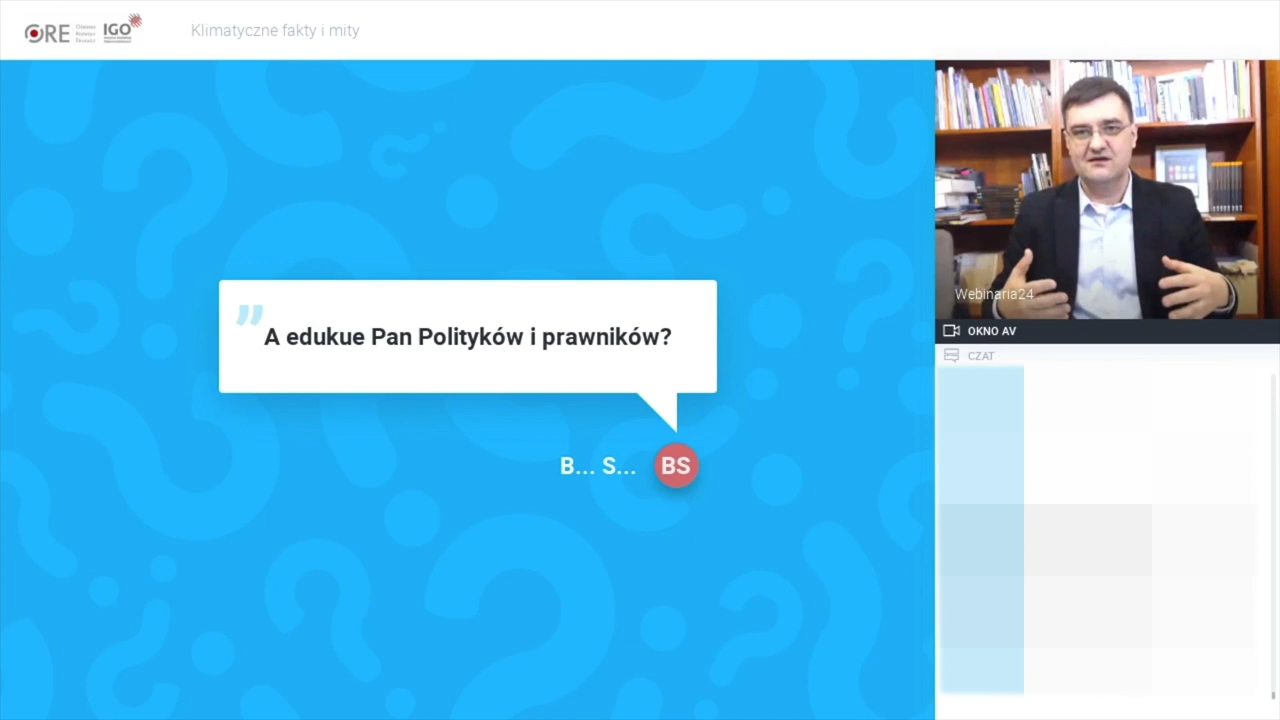 ORE
IGO
Klimatyczne fakty i mity
A edukue Pan Polityków i prawników?
B... S...
BS
Webinaria24
OKNO AV
CZAT